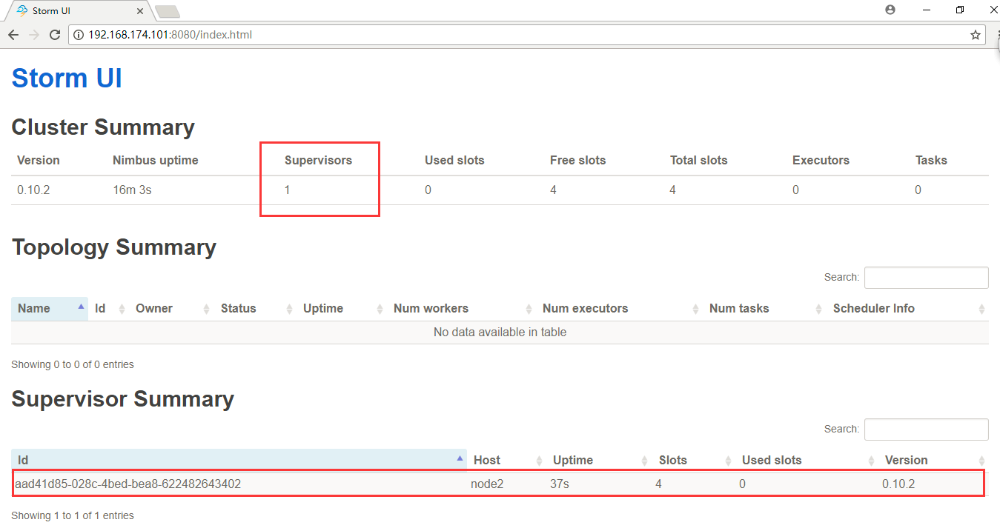 Storm UI
192.168.174.101:8080/index.html
Storm UI
Cluster Summary
Version Nimbus uptime Supervisors Used slots Free slots Total slots Executors Tasks
0.10.2 16m 3s 1 0 4 4 0 0
Topology Summary
Search:
Name Id Owner Status Uptime Num workers Num executors Num tasks Scheduler Info
No data available in table
Showing 0 to 0 of 0 entries
Supervisor Summary
Search:
Id Host Uptime Slots Used slots Version
aad41d85-028c-4bed-bea8-622482643402 node2 37s 4 0 0.10.2
Showing 1 to 1 of 1 entries